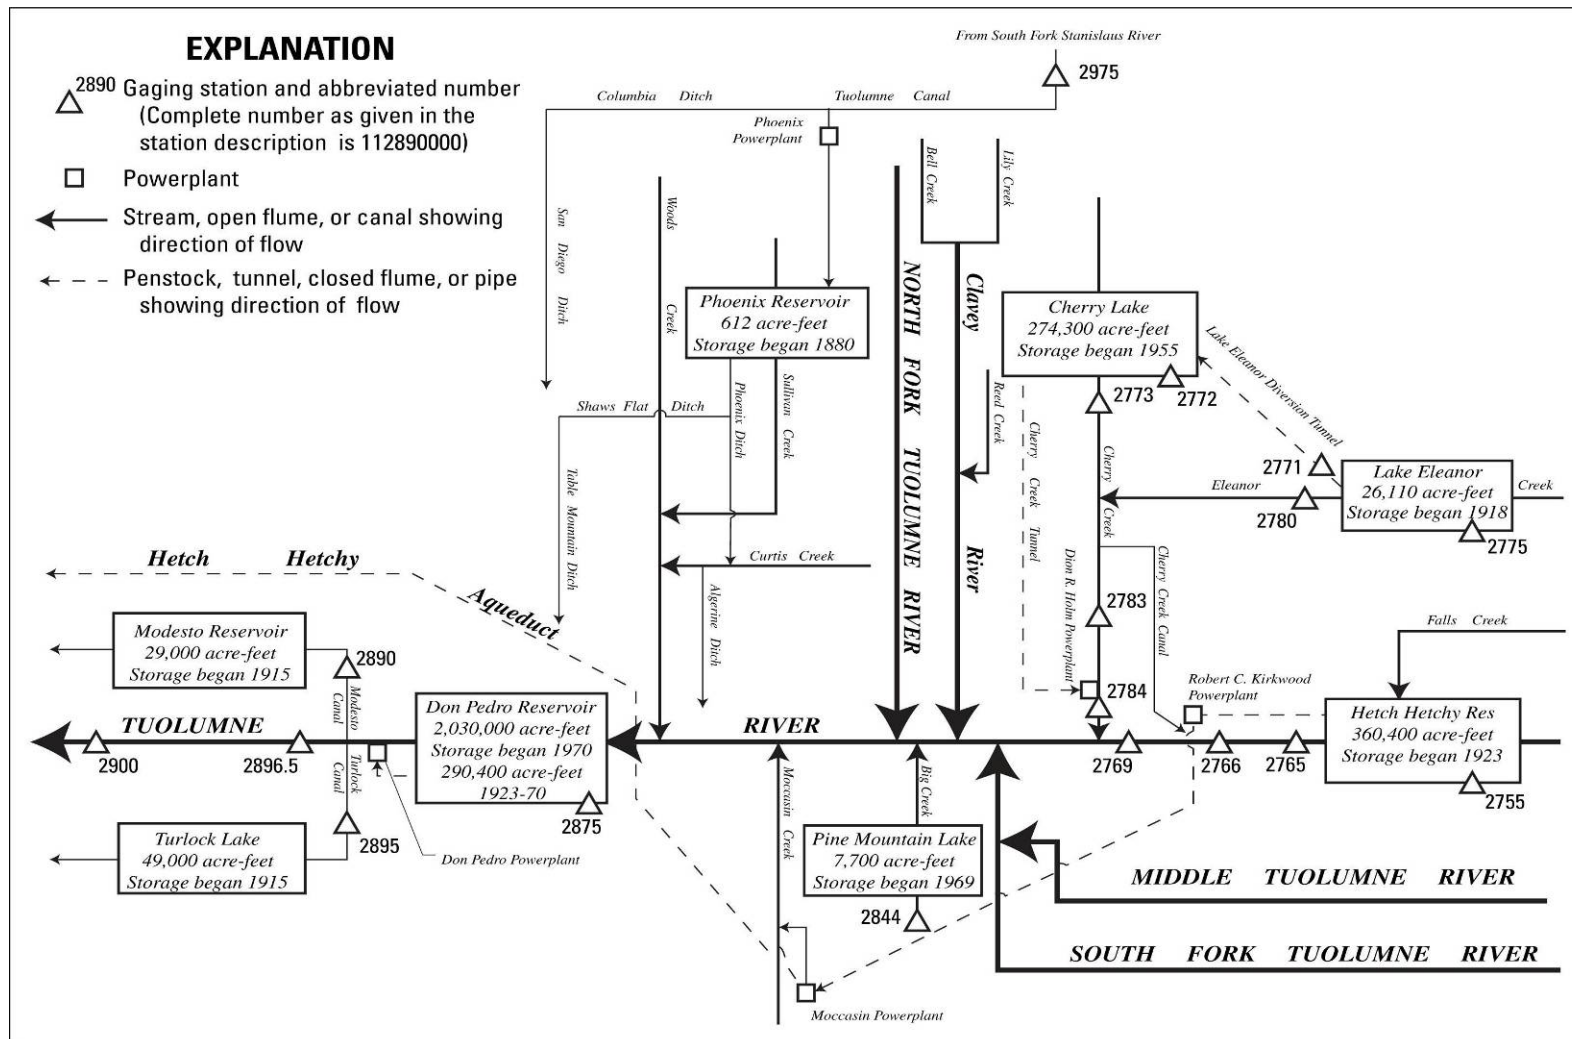 EXPLANATION
2890
Gaging station and abbreviated number
(Complete number as given in the
station description is 112890000)
Powerplant
Stream, open flume, or canal showing
direction of flow
Penstock, tunnel, closed flume, or pipe
showing direction of flow
From South Fork Stanislaus River
2975
Columbia Ditch
Tuolumne Canal
Phoenix
Powerplant
San Diego Ditch
Woods Creek
Phoenix Reservoir
612 acre-feet
Storage began 1880
Phoenix Ditch
Sullivan Creek
Shaws Flat Ditch
Table Mountain Ditch
Curtis Creek
Algerine Ditch
NORTH FORK TUOLUMNE RIVER
Bell Creek
Lily Creek
Clavey River
Reed Creek
Cherry Lake
274,300 acre-feet
Storage began 1955
2773
2772
Lake Eleanor Diversion Tunnel
2771
Lake Eleanor
26,110 acre-feet
Storage began 1918
Eleanor Creek
2780
2775
Cherry Creek Tunnel
Cherry Creek
Cherry Creek Canal
Dion R. Holm Powerplant
2783
2784
Falls Creek
Robert C. Kirkwood
Powerplant
Hetch Hetchy Res
360,400 acre-feet
Storage began 1923
2755
2769
2766
2765
Hetch Hetchy
Aqueduct
Modesto Reservoir
29,000 acre-feet
Storage began 1915
2890
Modesto Canal
TUOLUMNE
RIVER
2900
2896.5
Turlock Canal
Don Pedro Reservoir
2,030,000 acre-feet
Storage began 1970
290,400 acre-feet
1923-70
2875
Turlock Lake
49,000 acre-feet
Storage began 1915
2895
Don Pedro Powerplant
Moccasin Creek
Big Creek
Pine Mountain Lake
7,700 acre-feet
Storage began 1969
2844
Moccasin Powerplant
MIDDLE TUOLUMNE RIVER
SOUTH FORK TUOLUMNE RIVER